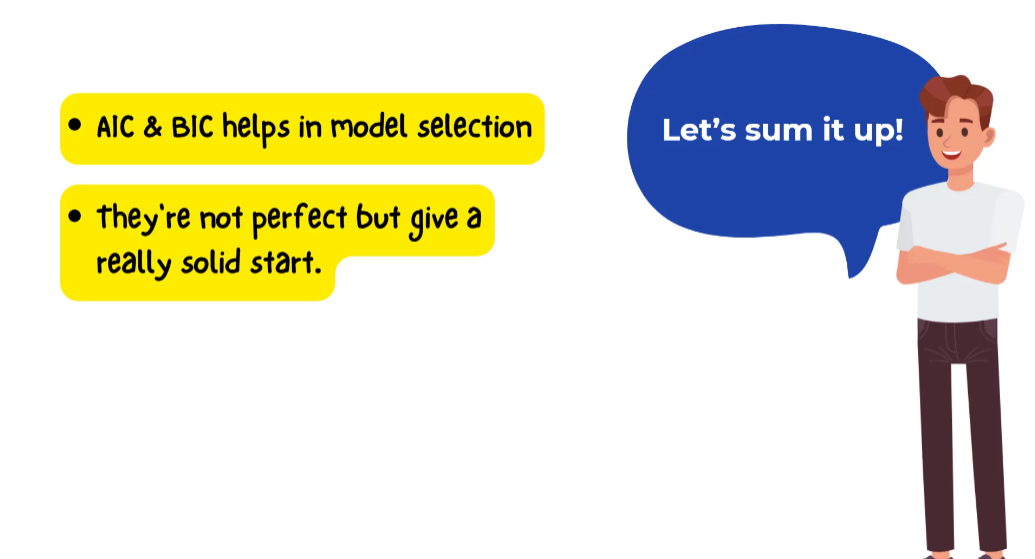 • AIC & BIC helps in model selection
• They're not perfect but give a
really solid start.
Let's sum it up!